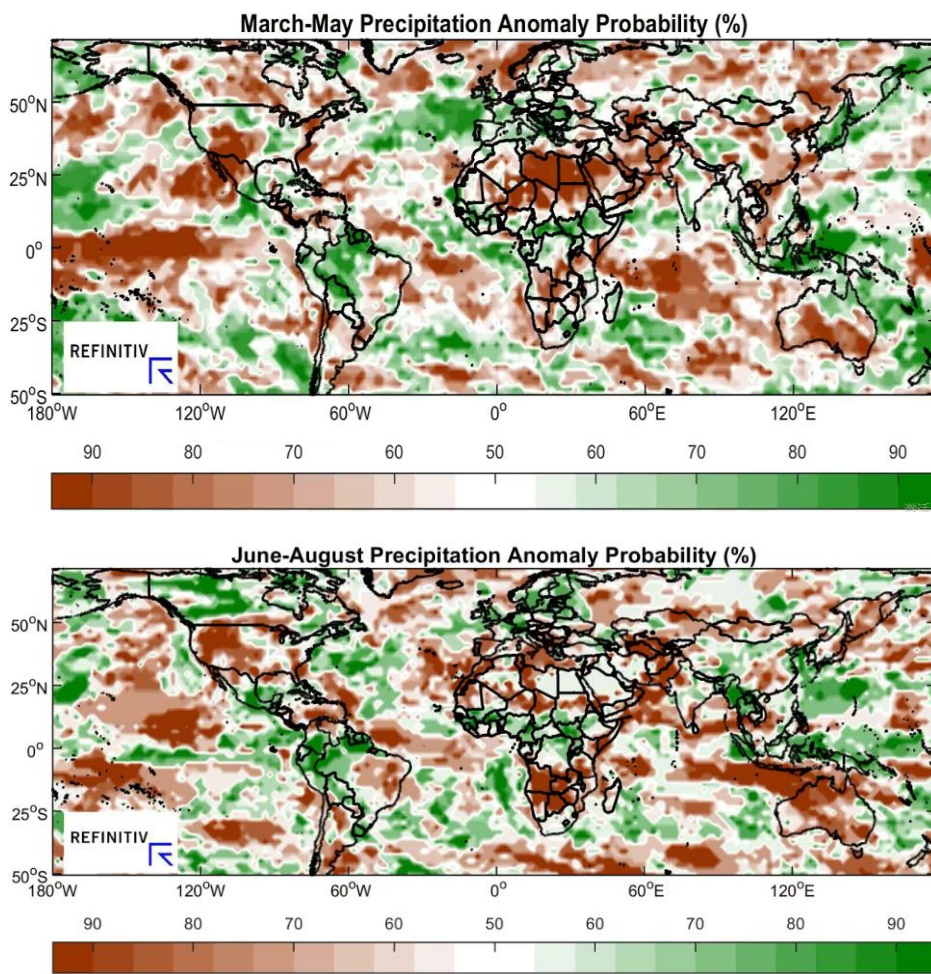 March-May Precipitation Anomaly Probability (%)
50°N
25°N
0°
25°S
50°S
REFINITIV
180°W 120°W 60°W 0° 60°E 120°E
90 80 70 60 50 60 70 80 90
June-August Precipitation Anomaly Probability (%)
50°N
25°N
0°
25°S
50°S
REFINITIV
180°W 120°W 60°W 0° 60°E 120°E
90 80 70 60 50 60 70 80 90